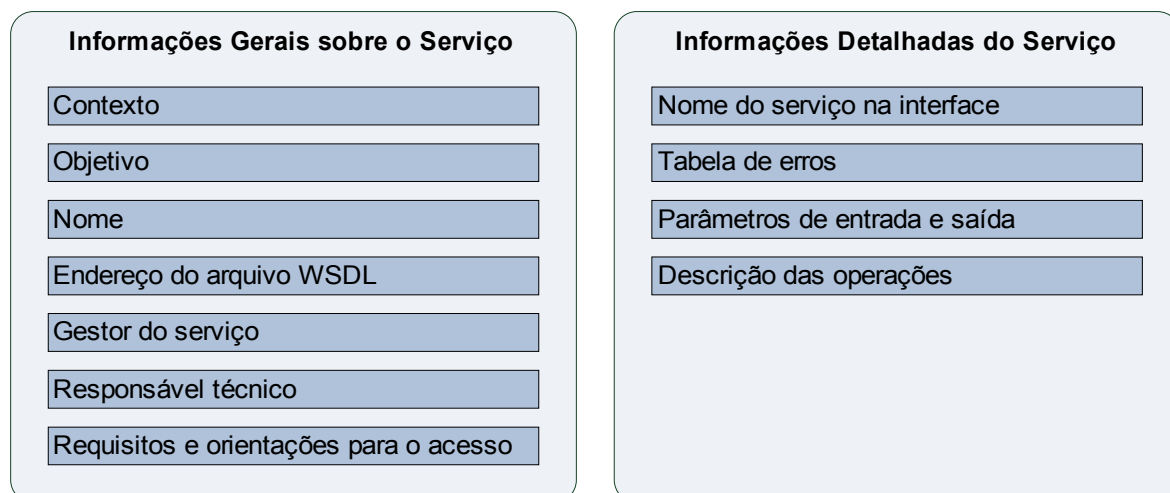 Informações Gerais sobre o Serviço
Contexto
Objetivo
Nome
Endereço do arquivo WSDL
Gestor do serviço
Responsável técnico
Requisitos e orientações para o acesso
Informações Detalhadas do Serviço
Nome do serviço na interface
Tabela de erros
Parâmetros de entrada e saída
Descrição das operações